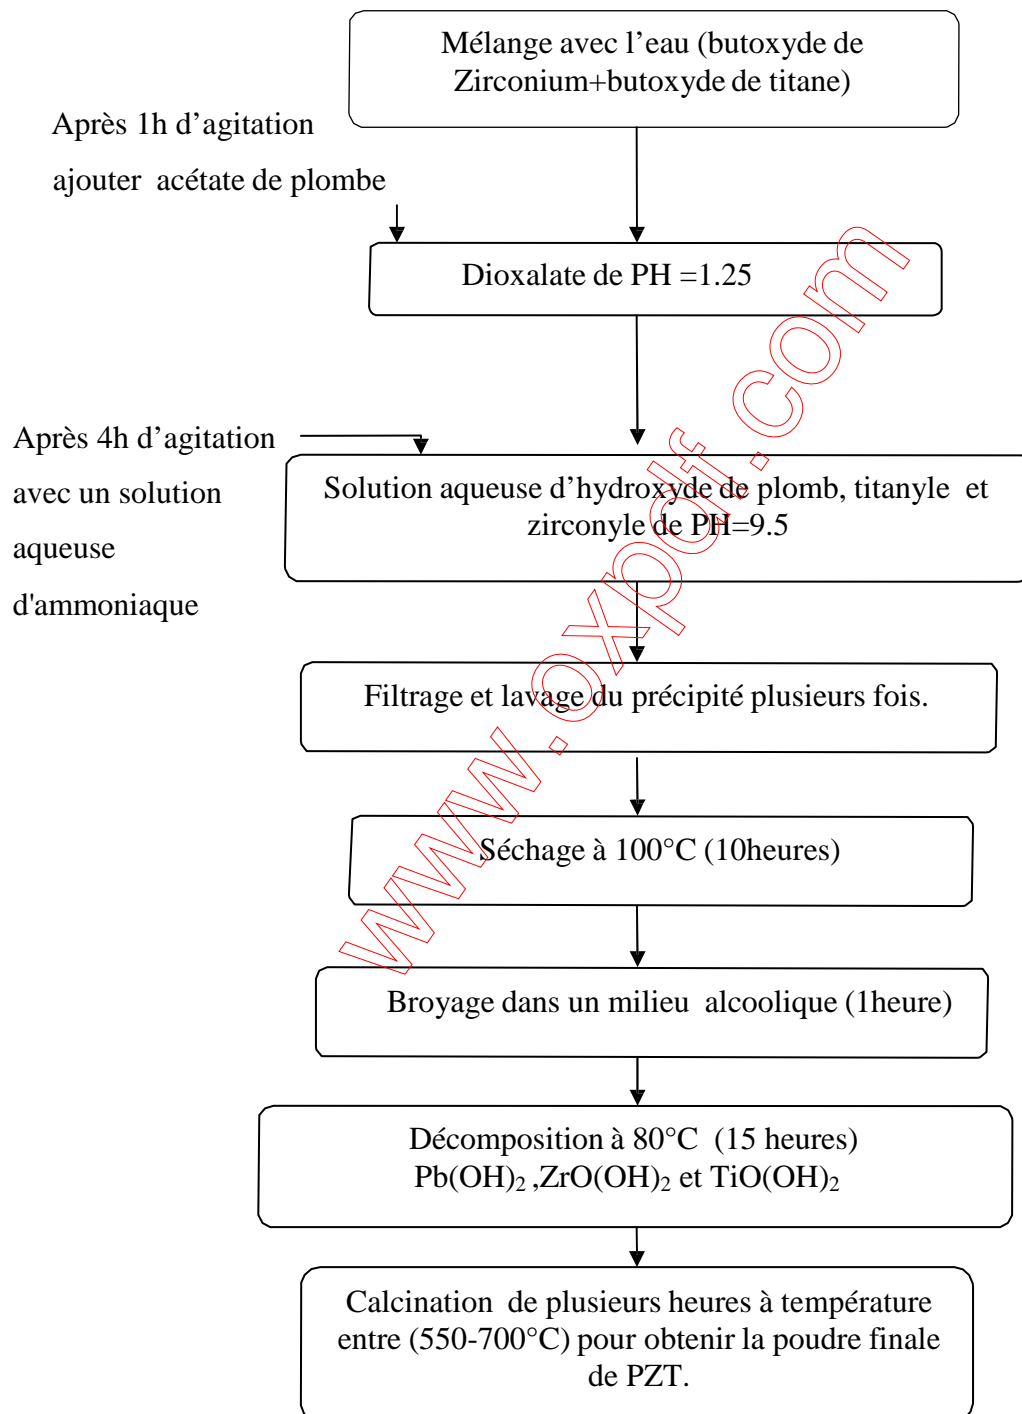 Mélange avec l’eau (butoxyde de
Zirconium+butoxyde de titane)
Après 1h d’agitation
ajouter acétate de plombe
Dioxalate de PH =1.25
Après 4h d’agitation
avec un solution
aqueuse
d'ammoniaque
Solution aqueuse d’hydroxyde de plomb, titanyle et
zirconyle de PH=9.5
Filtrage et lavage du précipité plusieurs fois.
Séchage à 100°C (10heures)
Broyage dans un milieu alcoolique (1heure)
Décomposition à 80°C (15 heures)
Pb(OH)₂ ,ZrO(OH)₂ et TiO(OH)₂
Calcination de plusieurs heures à température
entre (550-700°C) pour obtenir la poudre finale
de PZT.
www.oxpdf.com